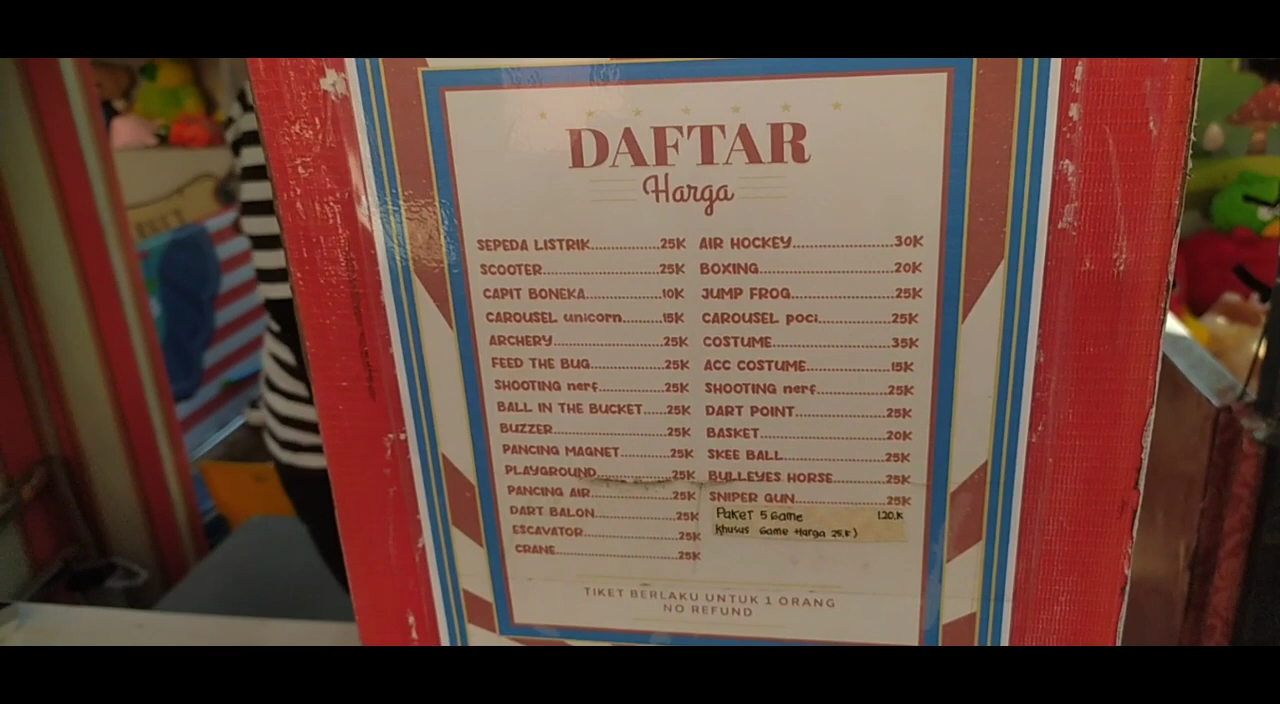 DAFTAR
Harga
SEPEDA LISTRIK..................25K
SCOOTER..............................25K
CAPIT BONEKA....................10K
CAROUSEL unicorn..........15K
ARCHERY.............................25K
FEED THE BUG...................25K
SHOOTING nerf.................25K
BALL IN THE BUCKET......25K
BUZZER...............................25K
PANCING MAGNET.............25K
PLAYGROUND....................25K
PANCING AIR.....................25K
DART BALON......................25K
ESCAVATOR.........................25K
CRANE.................................25K
AIR HOCKEY..........................30K
BOXING...................................20K
JUMP FROG..........................25K
CAROUSEL poci..................25K
COSTUME..............................35K
ACC COSTUME.....................15K
SHOOTING nerf..................25K
DART POINT.........................25K
BASKET.................................20K
SKEE BALL...........................25K
BULLEYES HORSE.............25K
SNIPER GUN........................25K
Paket 5 Game 120.K
Khusus Game Harga 25.K)
TIKET BERLAKU UNTUK 1 ORANG
NO REFUND